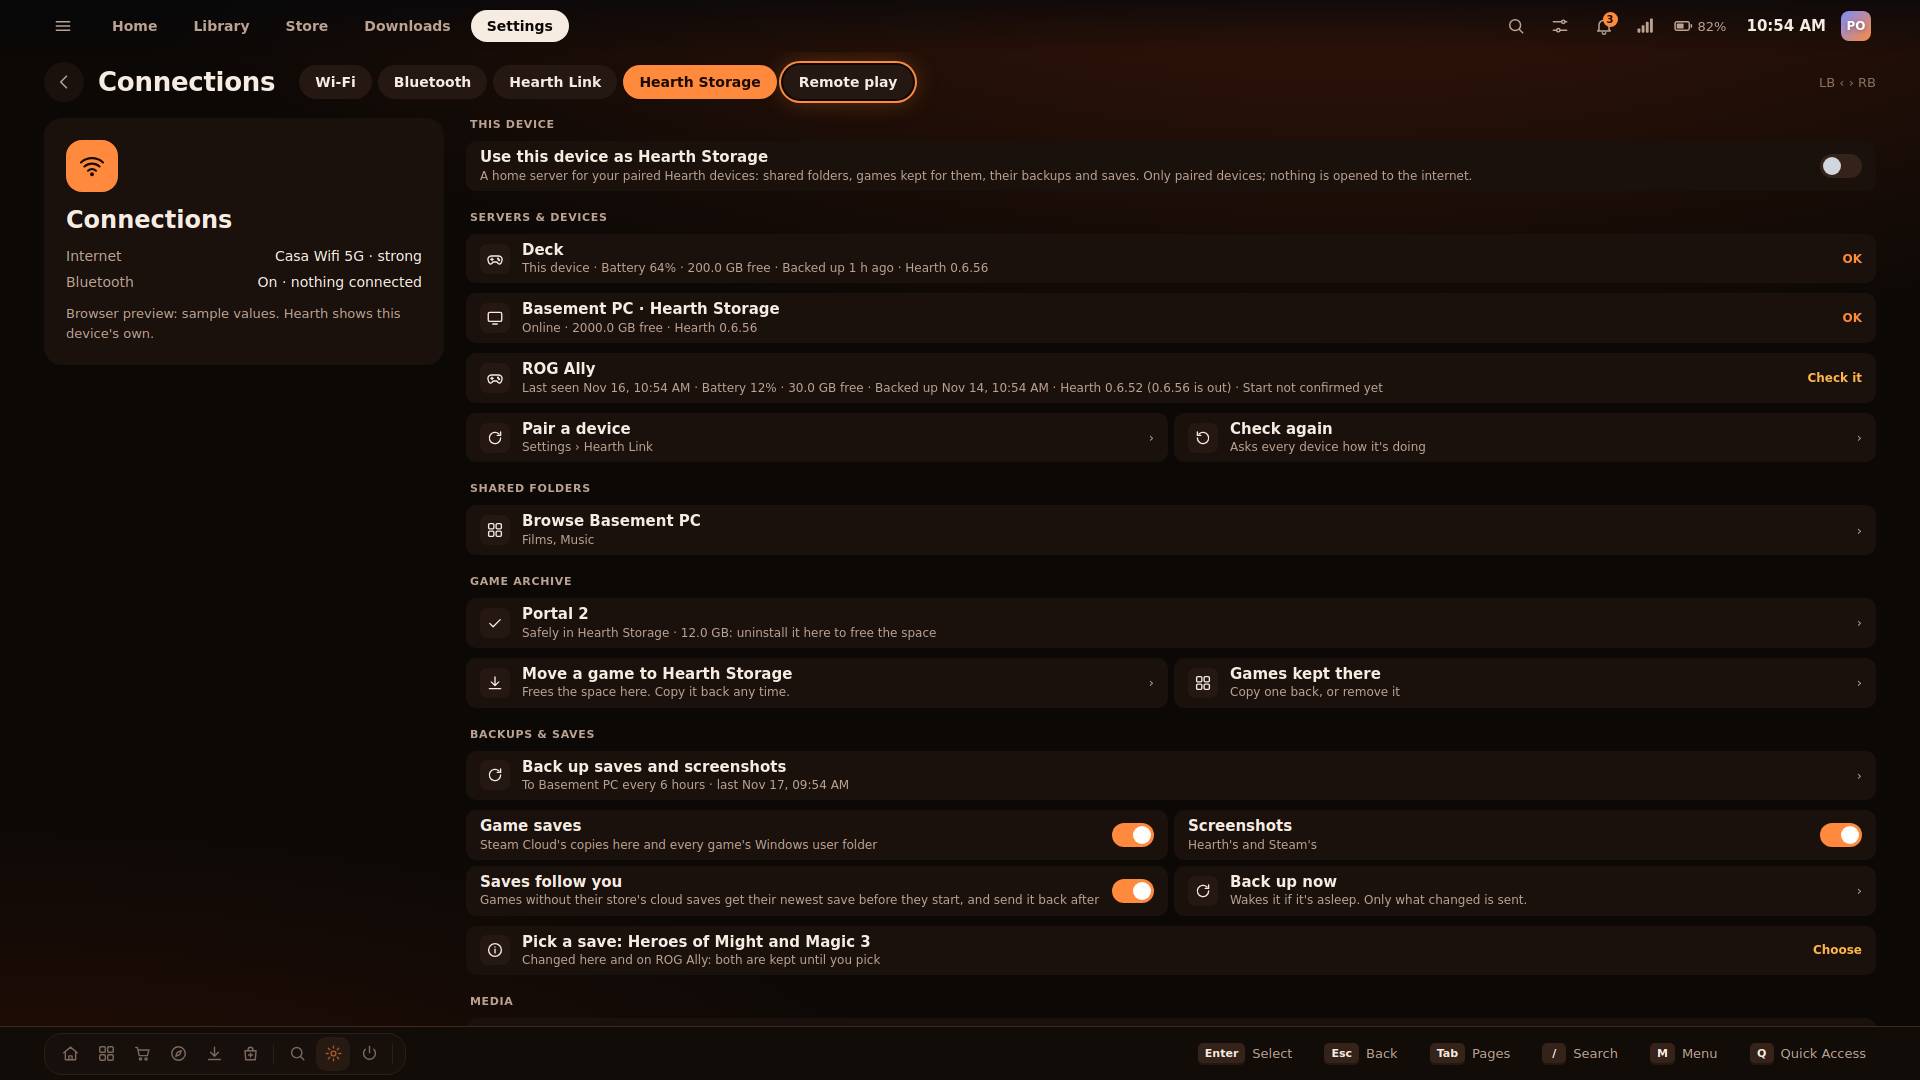 Home Library Store Downloads Settings
3
82%
10:54 AM
PO
Connections
Wi-Fi Bluetooth Hearth Link Hearth Storage Remote play
LB ‹ › RB
Connections
Internet Casa Wifi 5G · strong
Bluetooth On · nothing connected
Browser preview: sample values. Hearth shows this
device's own.
THIS DEVICE
Use this device as Hearth Storage
A home server for your paired Hearth devices: shared folders, games kept for them, their backups and saves. Only paired devices; nothing is opened to the internet.
SERVERS & DEVICES
Deck
This device · Battery 64% · 200.0 GB free · Backed up 1 h ago · Hearth 0.6.56
OK
Basement PC · Hearth Storage
Online · 2000.0 GB free · Hearth 0.6.56
OK
ROG Ally
Last seen Nov 16, 10:54 AM · Battery 12% · 30.0 GB free · Backed up Nov 14, 10:54 AM · Hearth 0.6.52 (0.6.56 is out) · Start not confirmed yet
Check it
Pair a device
Settings › Hearth Link
›
Check again
Asks every device how it's doing
›
SHARED FOLDERS
Browse Basement PC
Films, Music
›
GAME ARCHIVE
Portal 2
Safely in Hearth Storage · 12.0 GB: uninstall it here to free the space
›
Move a game to Hearth Storage
Frees the space here. Copy it back any time.
›
Games kept there
Copy one back, or remove it
›
BACKUPS & SAVES
Back up saves and screenshots
To Basement PC every 6 hours · last Nov 17, 09:54 AM
›
Game saves
Steam Cloud's copies here and every game's Windows user folder
Screenshots
Hearth's and Steam's
Saves follow you
Games without their store's cloud saves get their newest save before they start, and send it back after
Back up now
Wakes it if it's asleep. Only what changed is sent.
›
Pick a save: Heroes of Might and Magic 3
Changed here and on ROG Ally: both are kept until you pick
Choose
MEDIA
Enter Select Esc Back Tab Pages / Search M Menu Q Quick Access